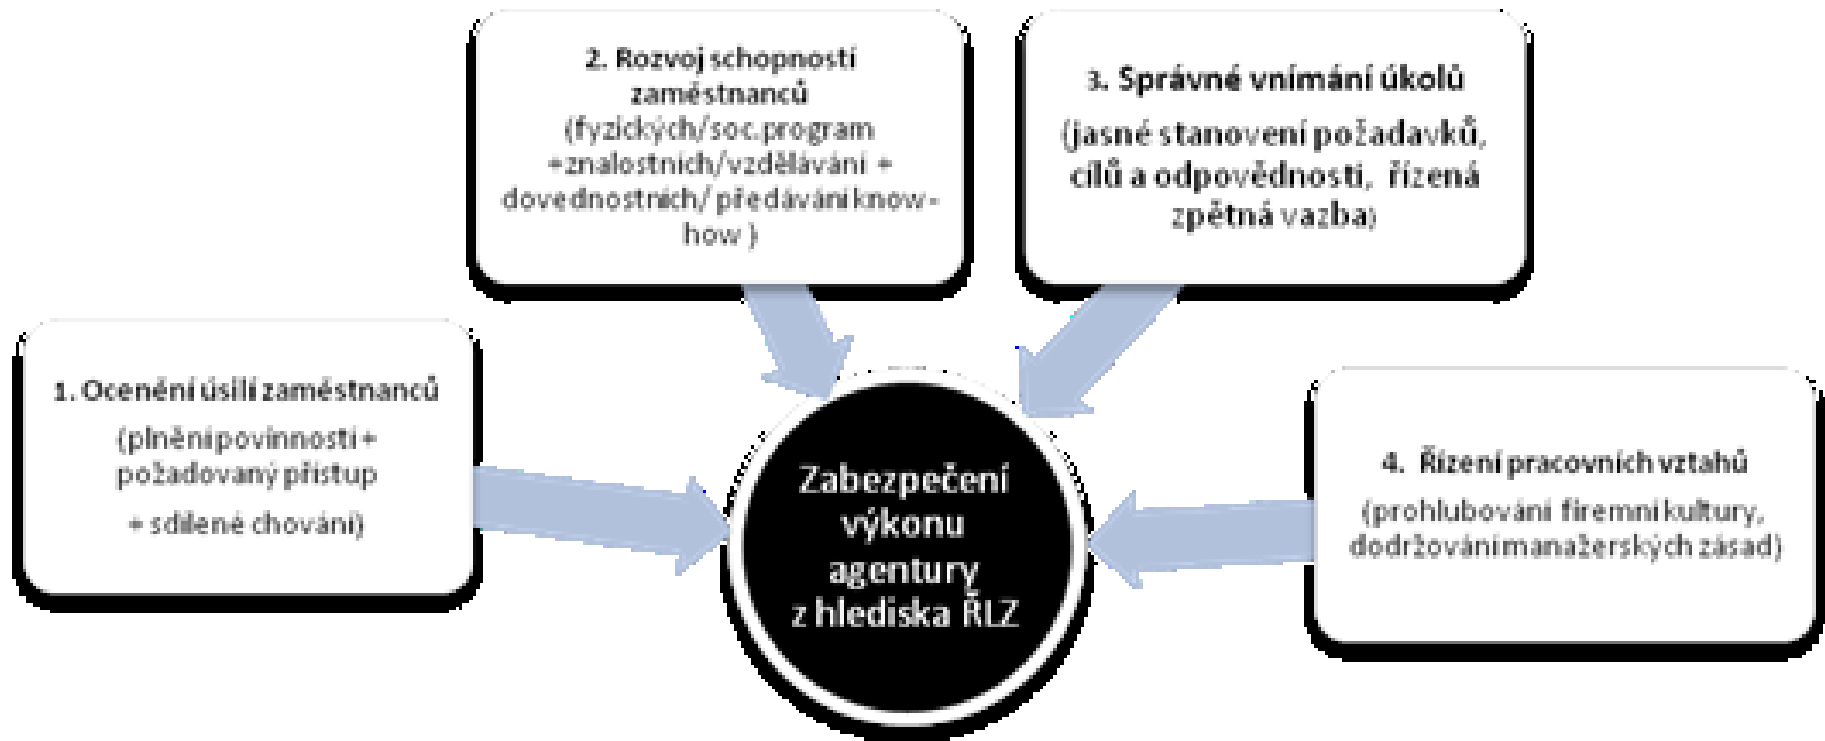 1. Ocenění úsilí zaměstnanců
(plnění povinností +
požadovaný přístup
+ sdílené chování)
2. Rozvoj schopností
zaměstnanců
(fyzických/soc.program
+znalostních/vzdělávání +
dovednostních/ předávání know-
how )
3. Správné vnímání úkolů
(jasné stanovení požadavků,
cílů a odpovědnosti, řízená
zpětná vazba)
4. Řízení pracovních vztahů
(prohlubování firemní kultury,
dodržování manažerských zásad)
Zabezpečení
výkonu
agentury
z hlediska ŘLZ